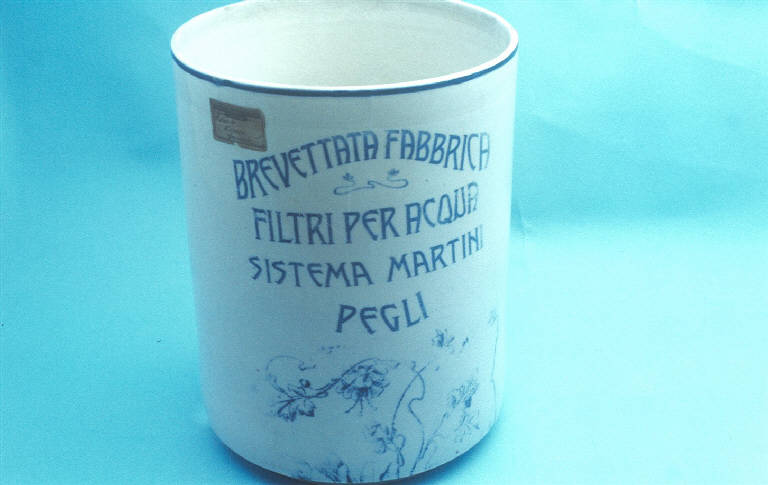 BREVETTATA FABBRICA
FILTRI PER ACQUA
SISTEMA MARTINI
PEGLI